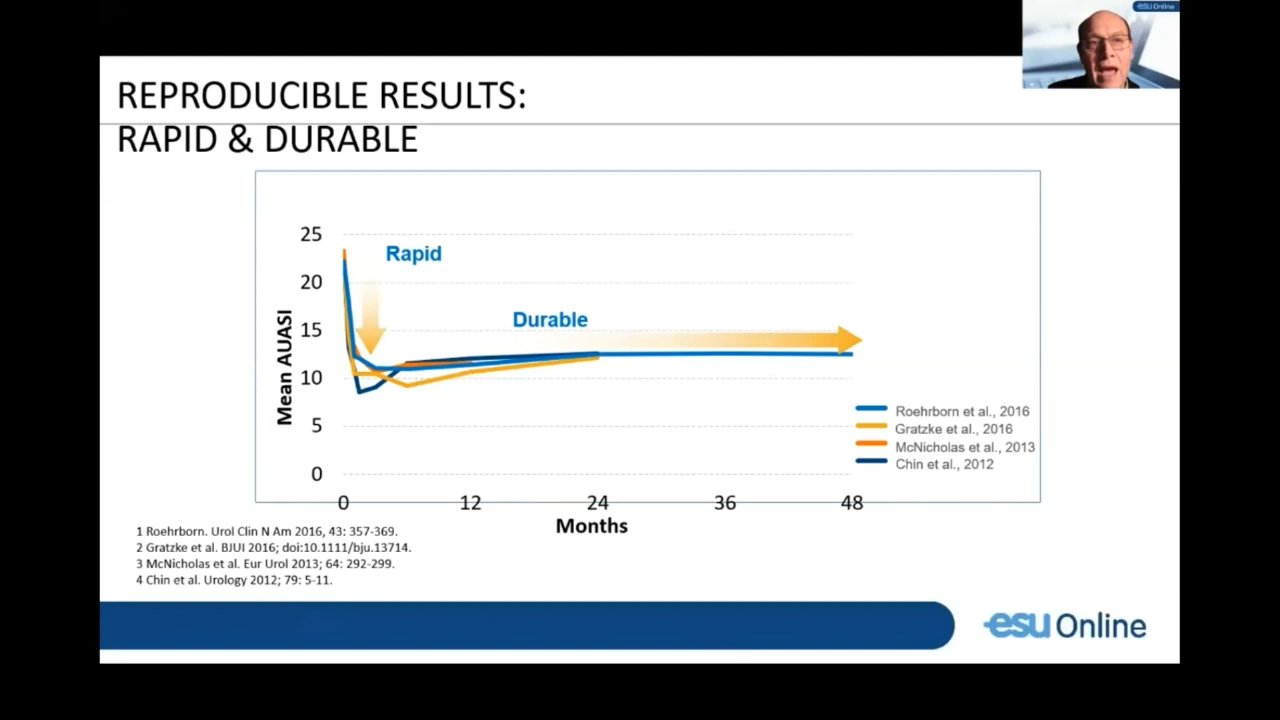 esu Online
REPRODUCIBLE RESULTS:
RAPID & DURABLE
25
20
15
10
5
0
Mean AUASI
Rapid
Durable
Roehrborn et al., 2016
Gratzke et al., 2016
McNicholas et al., 2013
Chin et al., 2012
0 12 24 36 48
Months
1 Roehrborn. Urol Clin N Am 2016, 43: 357-369.
2 Gratzke et al. BJUI 2016; doi:10.1111/bju.13714.
3 McNicholas et al. Eur Urol 2013; 64: 292-299.
4 Chin et al. Urology 2012; 79: 5-11.
esu Online